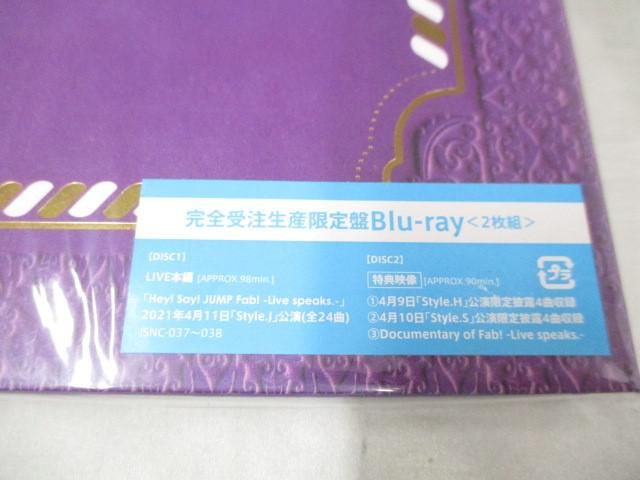 完全受注生産限定盤Blu-ray<2枚組>
【DISC1】
LIVE本編 [APPROX 98min.]
「Hey! Say! JUMP Fab! -Live speaks.-」
2021年4月11日「Style.J」公演(全24曲)
JSNC-037〜038
【DISC2】
特典映像 [APPROX 90min.]
①4月9日「Style.H」公演限定披露4曲収録
②4月10日「Style.S」公演限定披露4曲収録
③Documentary of Fab! -Live speaks.-
プラ